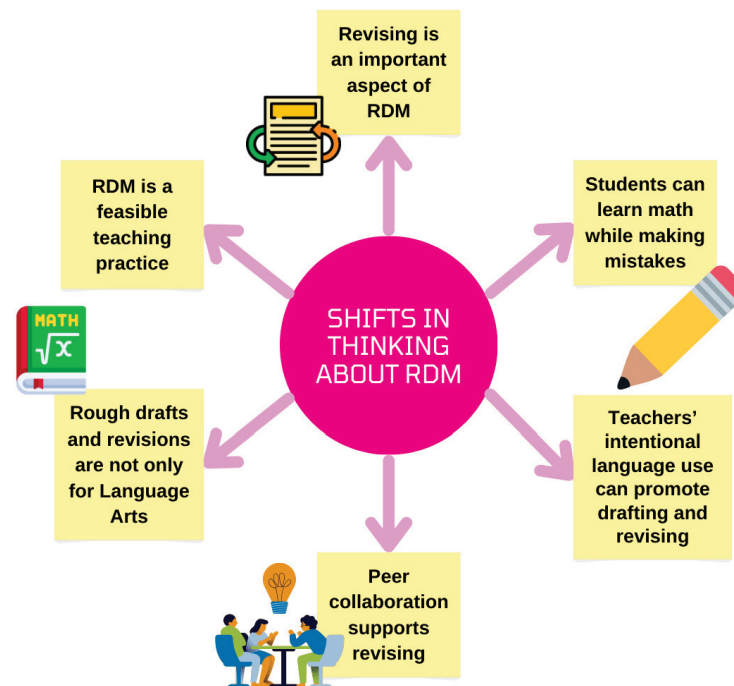 Revising is
an important
aspect of
RDM
RDM is a
feasible
teaching
practice
Students can
learn math
while making
mistakes
SHIFTS IN
THINKING
ABOUT RDM
MATH
√x
Rough drafts
and revisions
are not only
for Language
Arts
Teachers’
intentional
language use
can promote
drafting and
revising
Peer
collaboration
supports
revising